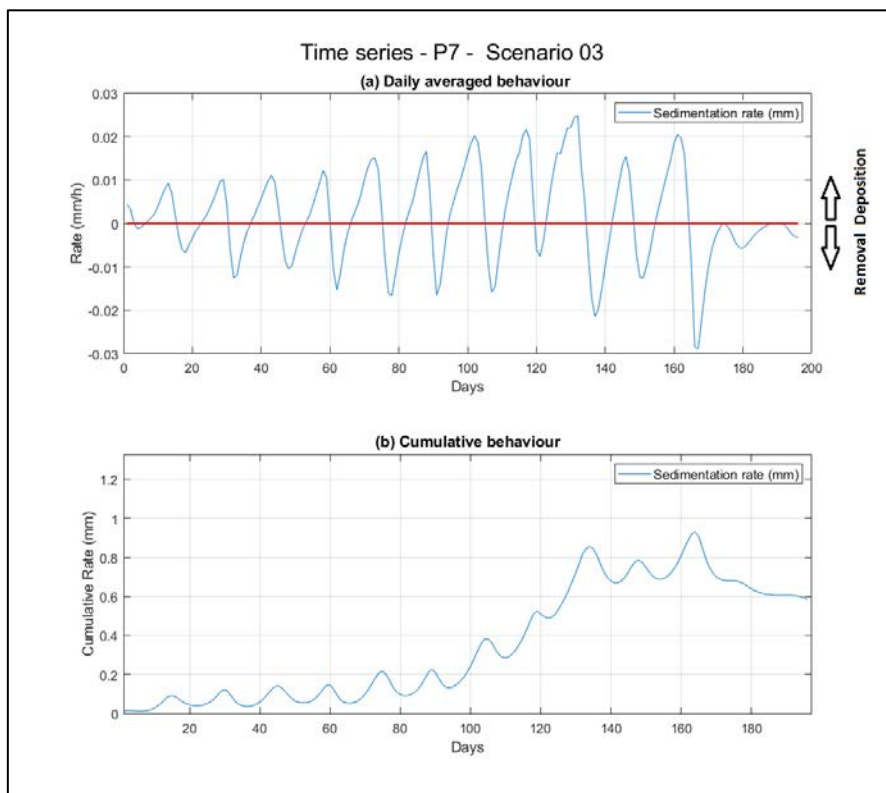 Time series - P7 - Scenario 03
(a) Daily averaged behaviour
0.03
0.02
0.01
0
-0.01
-0.02
-0.03
Rate (mm/h)
Sedimentation rate (mm)
0 20 40 60 80 100 120 140 160 180 200
Days
Removal Deposition
(b) Cumulative behaviour
1.2
1
0.8
0.6
0.4
0.2
0
Cumulative Rate (mm)
Sedimentation rate (mm)
20 40 60 80 100 120 140 160 180
Days